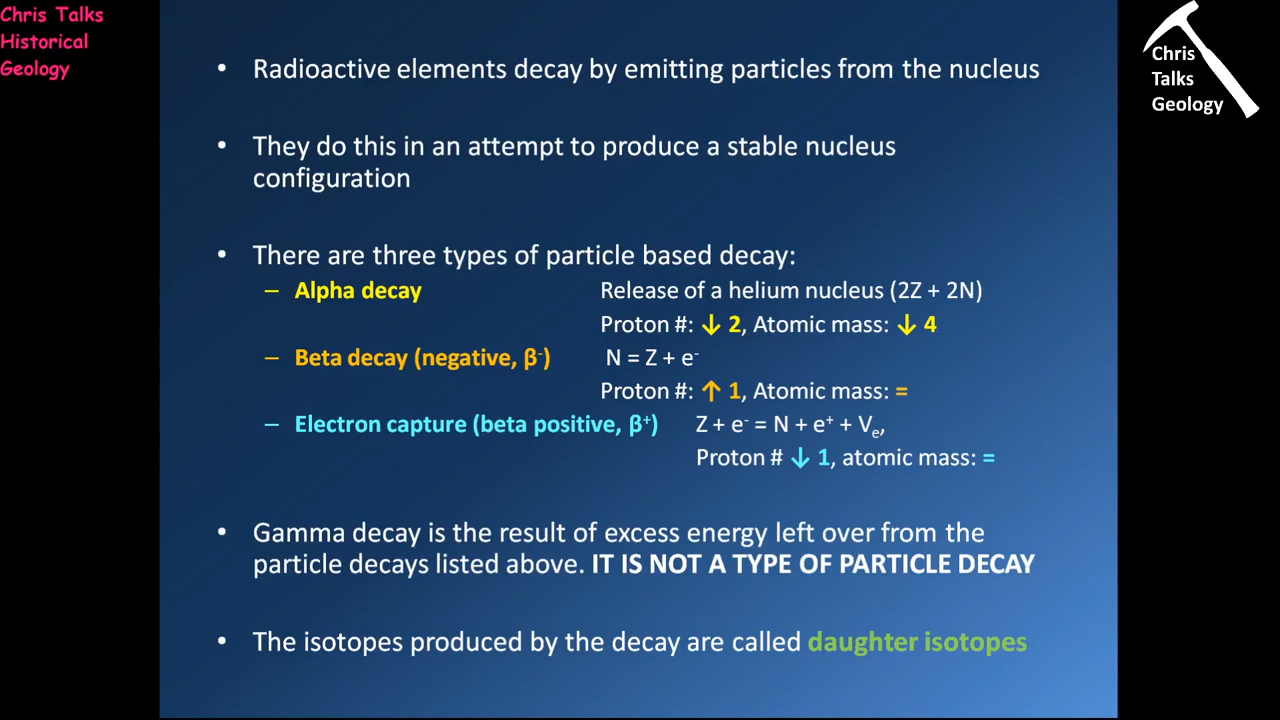 Chris Talks
Historical
Geology
Chris
Talks
Geology
• Radioactive elements decay by emitting particles from the nucleus
• They do this in an attempt to produce a stable nucleus
configuration
• There are three types of particle based decay:
– Alpha decay Release of a helium nucleus (2Z + 2N)
Proton #: ↓ 2, Atomic mass: ↓ 4
– Beta decay (negative, β⁻) N = Z + e⁻
Proton #: ↑ 1, Atomic mass: =
– Electron capture (beta positive, β⁺) Z + e⁻ = N + e⁺ + Vₑ,
Proton # ↓ 1, atomic mass: =
• Gamma decay is the result of excess energy left over from the
particle decays listed above. IT IS NOT A TYPE OF PARTICLE DECAY
• The isotopes produced by the decay are called daughter isotopes